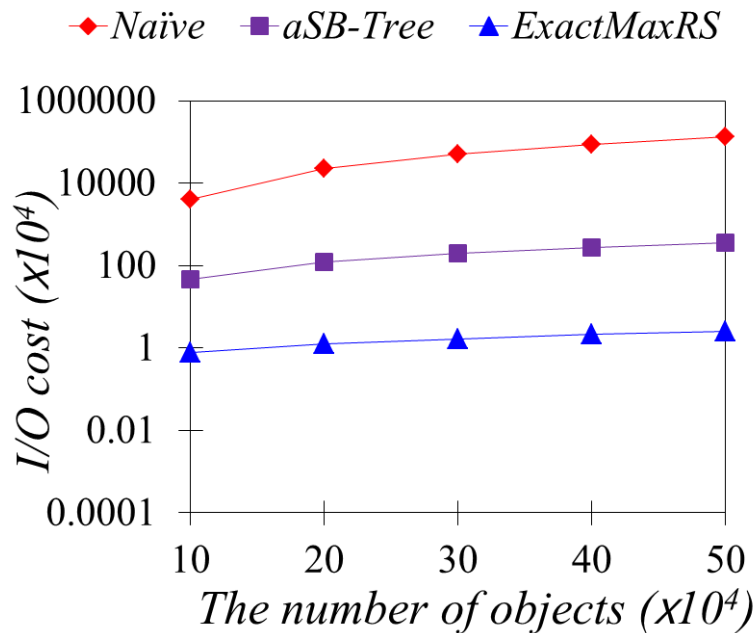 Naïve aSB-Tree ExactMaxRS
1000000
10000
100
1
0.01
0.0001
I/O cost (x10⁴)
10 20 30 40 50
The number of objects (x10⁴)